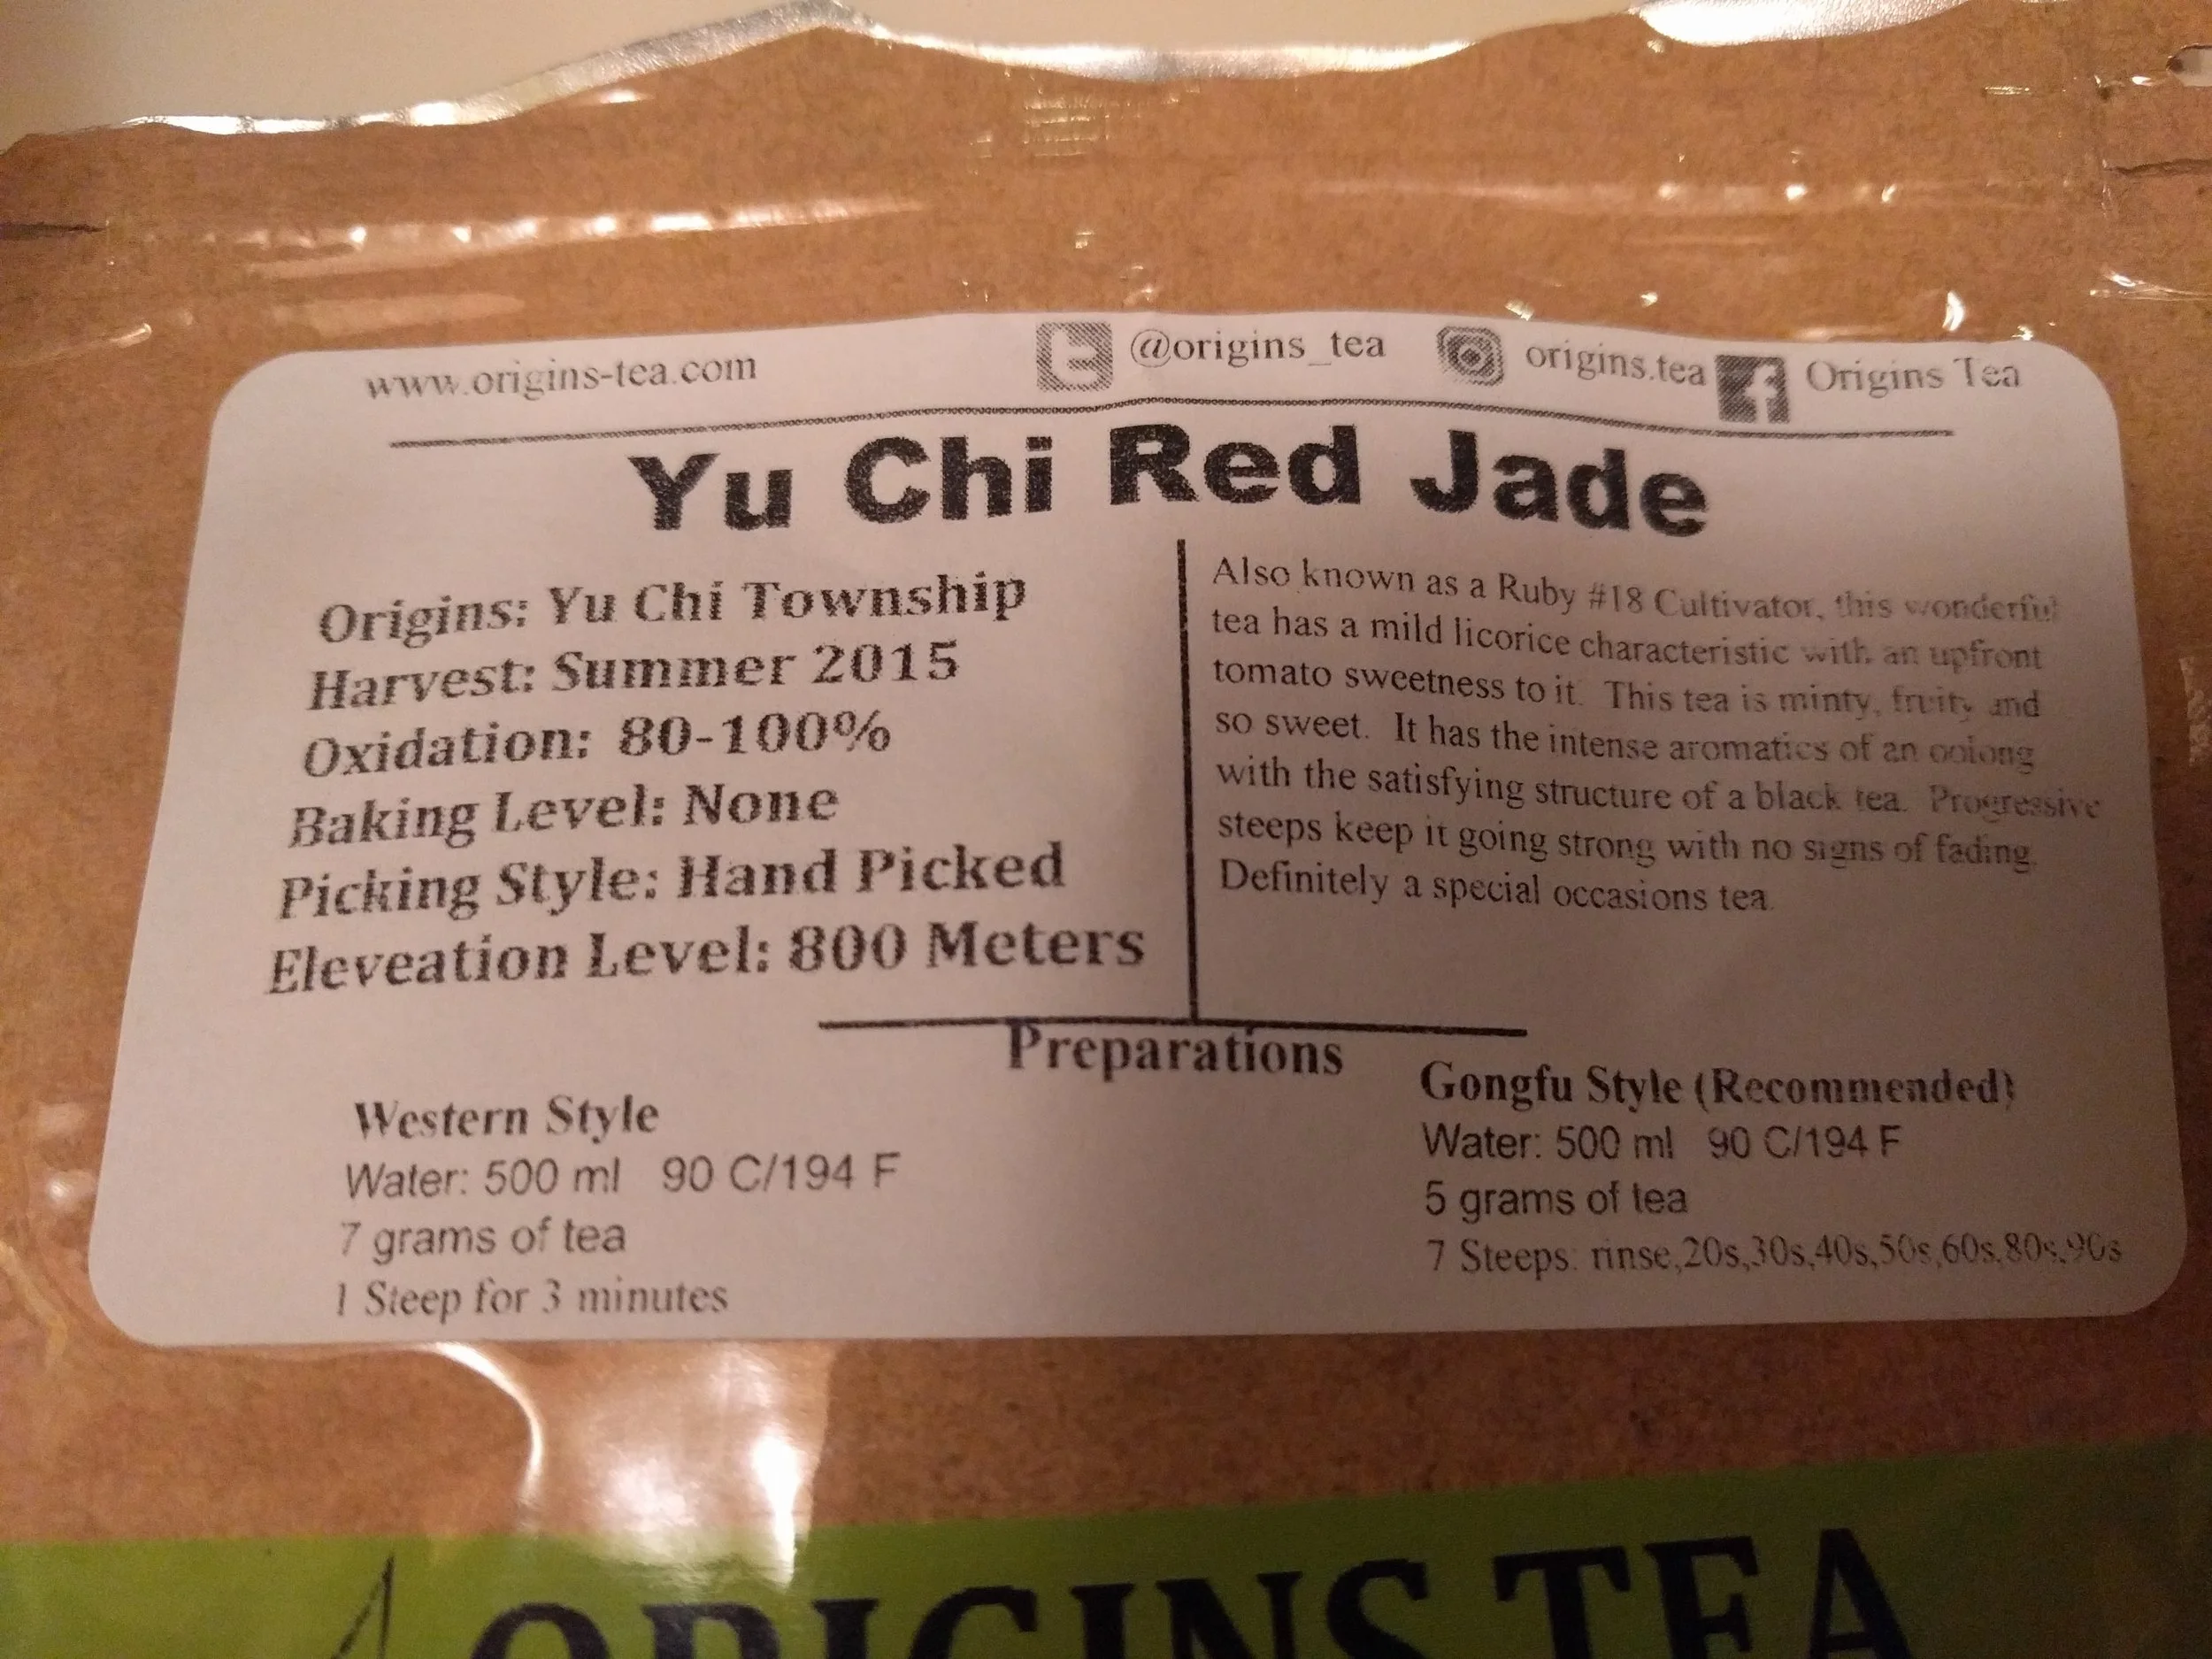 www.origins-tea.com @origins_tea origins.tea Origins Tea
Yu Chi Red Jade
Origins: Yu Chi Township
Harvest: Summer 2015
Oxidation: 80-100%
Baking Level: None
Picking Style: Hand Picked
Eleveation Level: 800 Meters
Also known as a Ruby #18 Cultivator, this wonderful
tea has a mild licorice characteristic with an upfront
tomato sweetness to it. This tea is minty, fruity and
so sweet. It has the intense aromatics of an oolong
with the satisfying structure of a black tea. Progressive
steeps keep it going strong with no signs of fading.
Definitely a special occasions tea.
Preparations
Western Style
Water: 500 ml 90 C/194 F
7 grams of tea
1 Steep for 3 minutes
Gongfu Style (Recommended)
Water: 500 ml 90 C/194 F
5 grams of tea
7 Steeps: rinse,20s,30s,40s,50s,60s,80s,90s
ORIGINS TEA